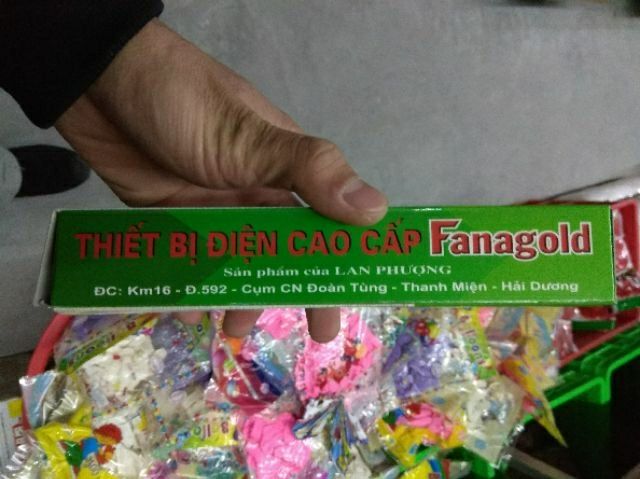 THIẾT BỊ ĐIỆN CAO CẤP Fanagold
Sản phẩm của LAN PHƯỢNG
ĐC: Km16 - Đ.592 - Cụm CN Đoàn Tùng - Thanh Miện - Hải Dương